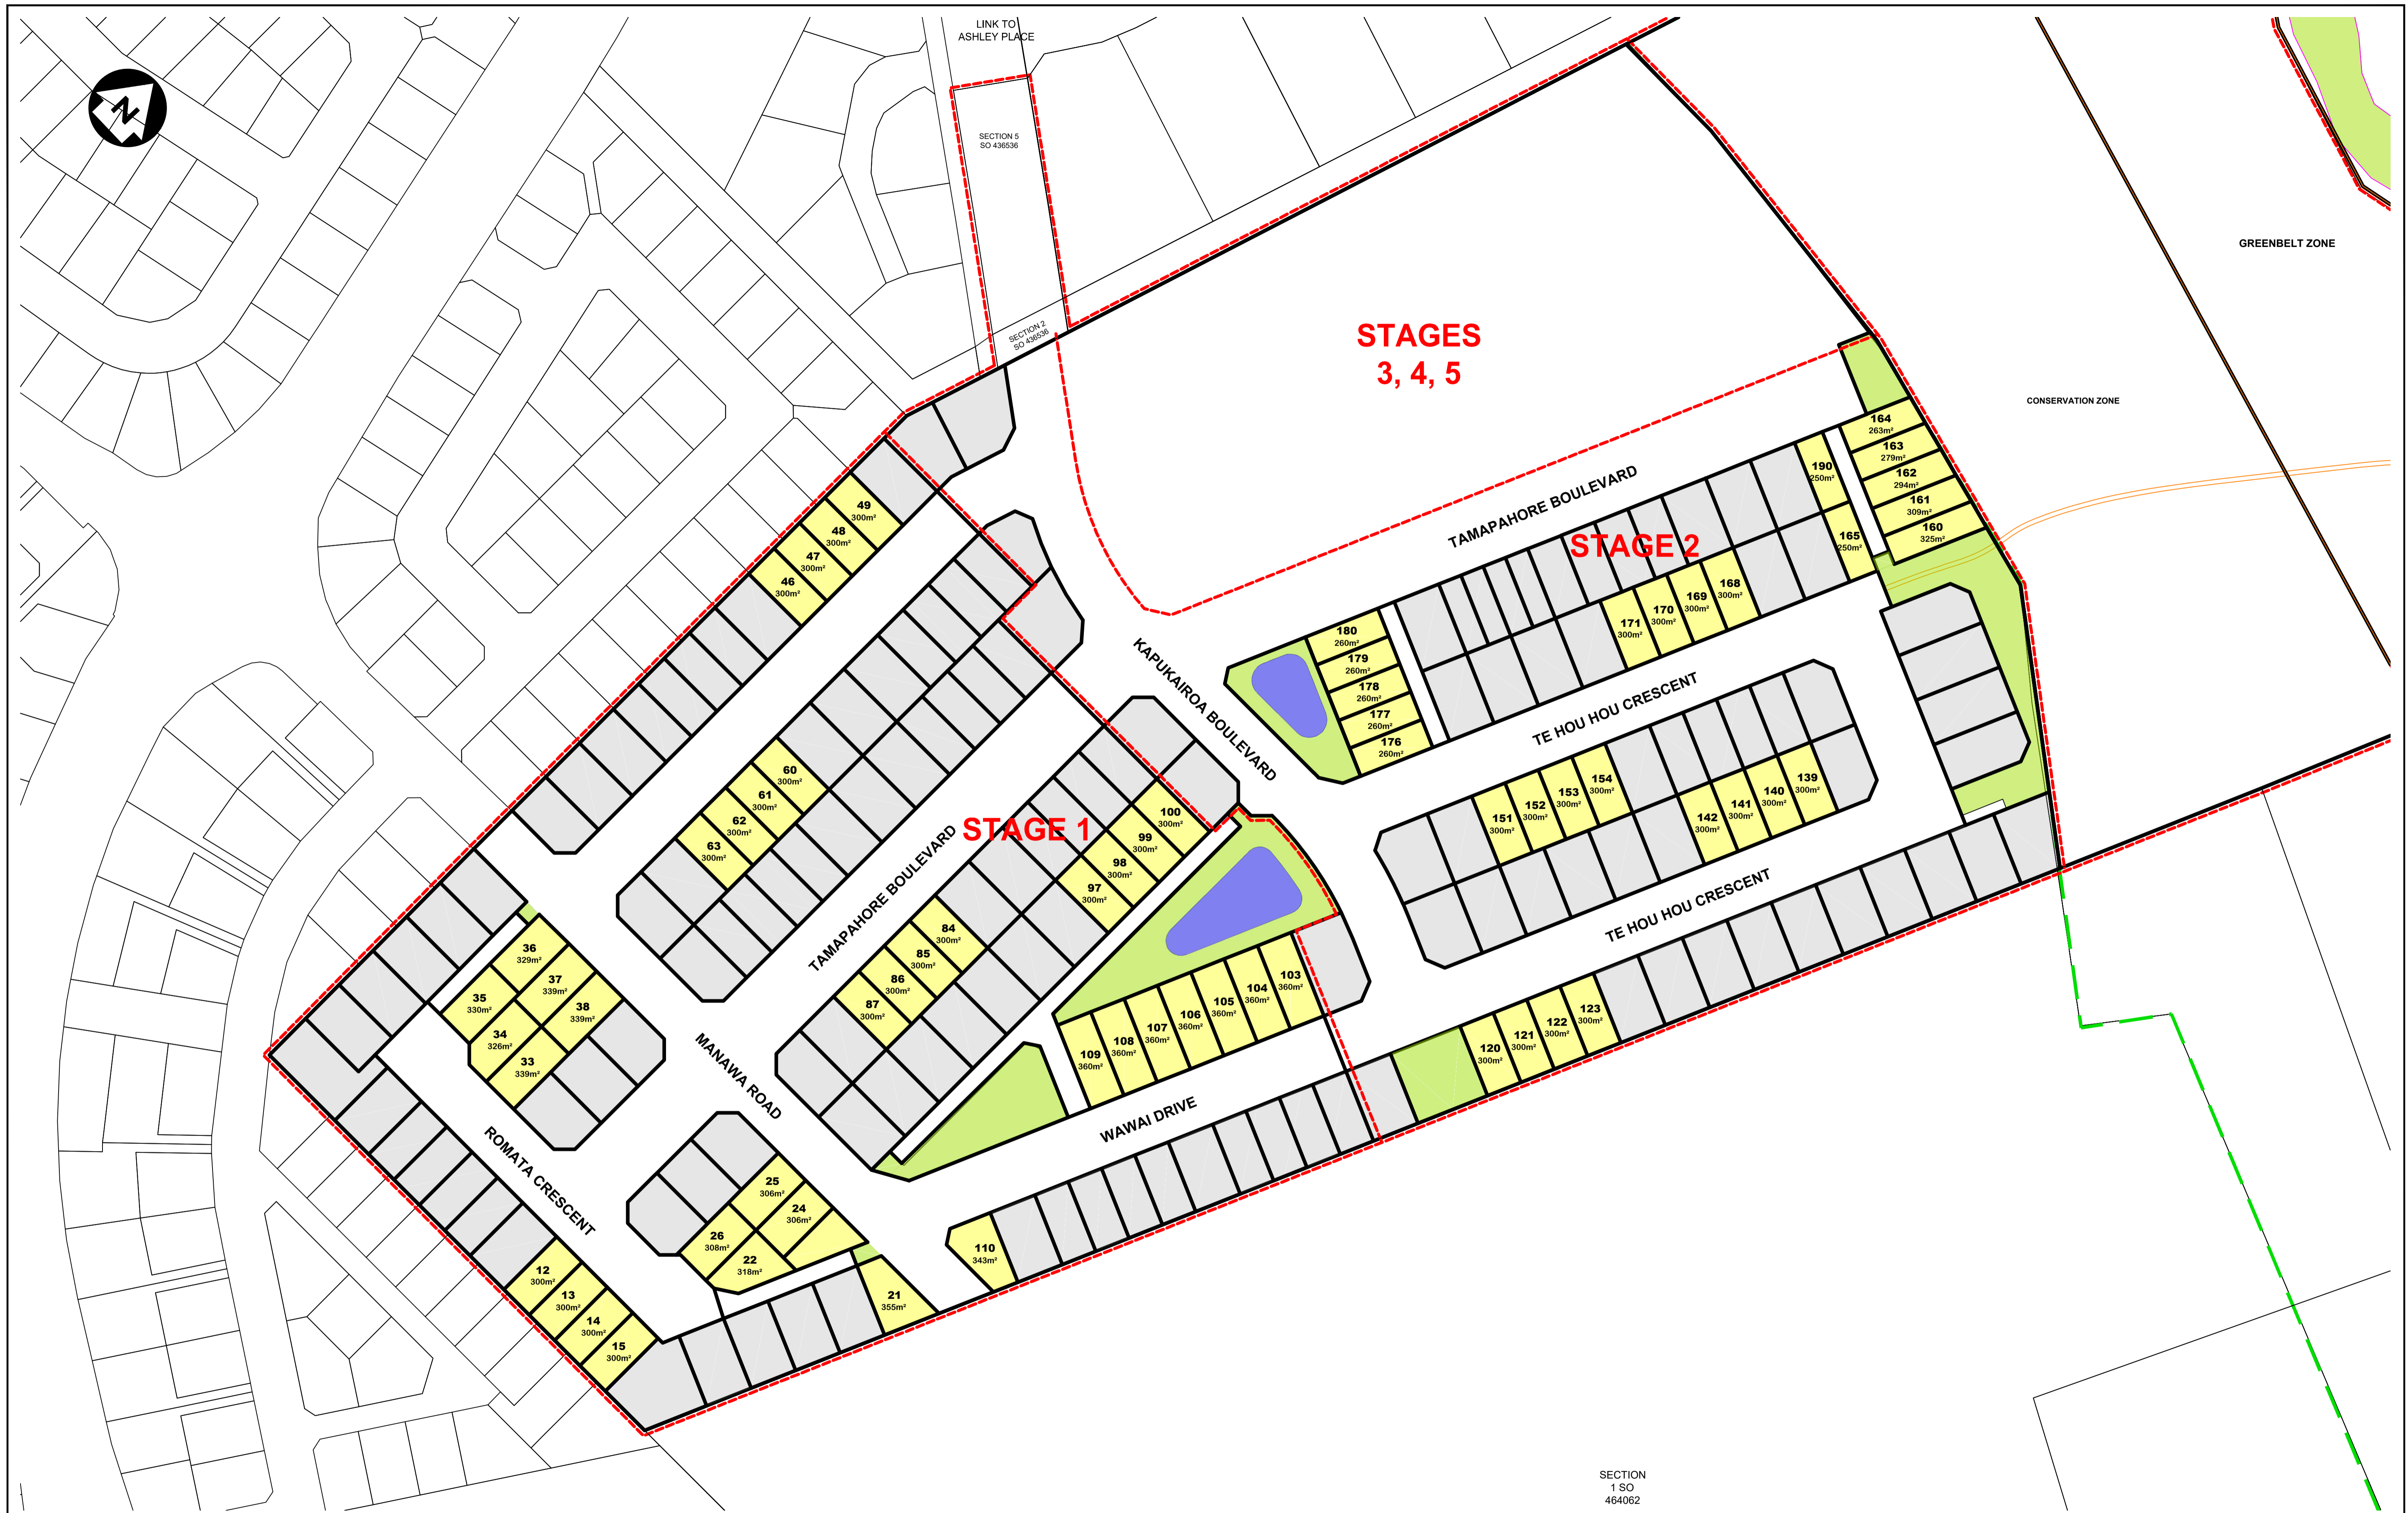 LINK TO
ASHLEY PLACE
N
SECTION 5
SO 436536
SECTION 2
SO 436536
GREENBELT ZONE
CONSERVATION ZONE
STAGES
3, 4, 5
TAMAPAHORE BOULEVARD
STAGE 2
164
263m²
163
279m²
162
294m²
161
309m²
160
325m²
190
250m²
165
250m²
168
300m²
169
300m²
170
300m²
171
300m²
180
260m²
179
260m²
178
260m²
177
260m²
176
260m²
KAPUKAIROA BOULEVARD
TE HOU HOU CRESCENT
49
300m²
48
300m²
47
300m²
46
300m²
60
300m²
61
300m²
62
300m²
63
300m²
STAGE 1
TAMAPAHORE BOULEVARD
100
300m²
99
300m²
98
300m²
97
300m²
84
300m²
85
300m²
86
300m²
87
300m²
154
300m²
153
300m²
152
300m²
151
300m²
139
300m²
140
300m²
141
300m²
142
300m²
TE HOU HOU CRESCENT
36
329m²
37
339m²
38
339m²
35
330m²
34
326m²
33
339m²
103
360m²
104
360m²
105
360m²
106
360m²
107
360m²
108
360m²
109
360m²
123
300m²
122
300m²
121
300m²
120
300m²
MANAWA ROAD
WAWAI DRIVE
ROMATA CRESCENT
25
306m²
24
306m²
26
308m²
22
318m²
21
355m²
110
343m²
12
300m²
13
300m²
14
300m²
15
300m²
SECTION
1 SO
464062